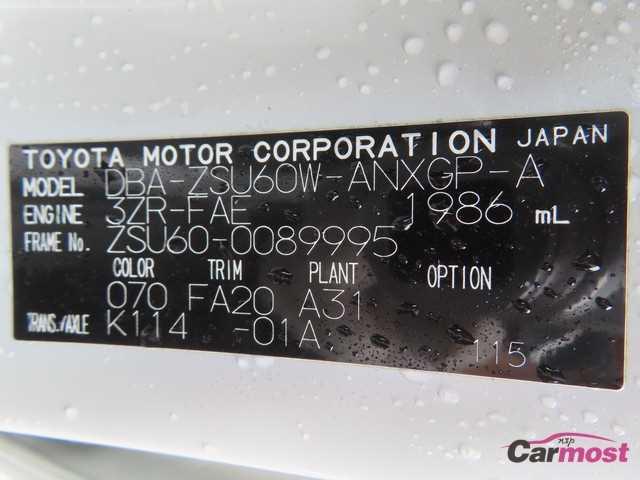 TOYOTA MOTOR CORPORATION JAPAN
MODEL DBA-ZSU60W-ANXGP-A
ENGINE 3ZR-FAE 1986 mL
FRAME No. ZSU60-0089995
COLOR TRIM PLANT OPTION
070 FA20 A31
TRANS./AXLE K114 -01A
115
nxp
Carmost